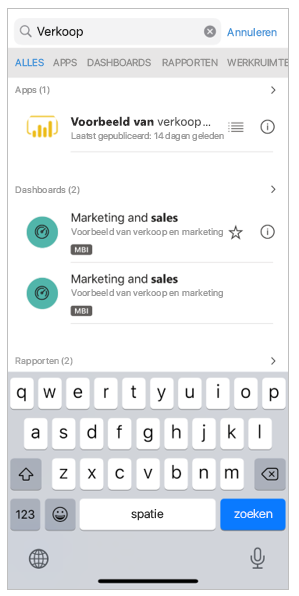 Verkoop
Annuleren
ALLES APPS DASHBOARDS RAPPORTEN WERKRUIMTE
Apps (1)
Voorbeeld van verkoop...
Laatst gepubliceerd: 14 dagen geleden
Dashboards (2)
Marketing and sales
Voorbeeld van verkoop en marketing
MBI
Marketing and sales
Voorbeeld van verkoop en marketing
MBI
Rapporten (2)
q w e r t y u i o p
a s d f g h j k l
z x c v b n m
123 spatie zoeken